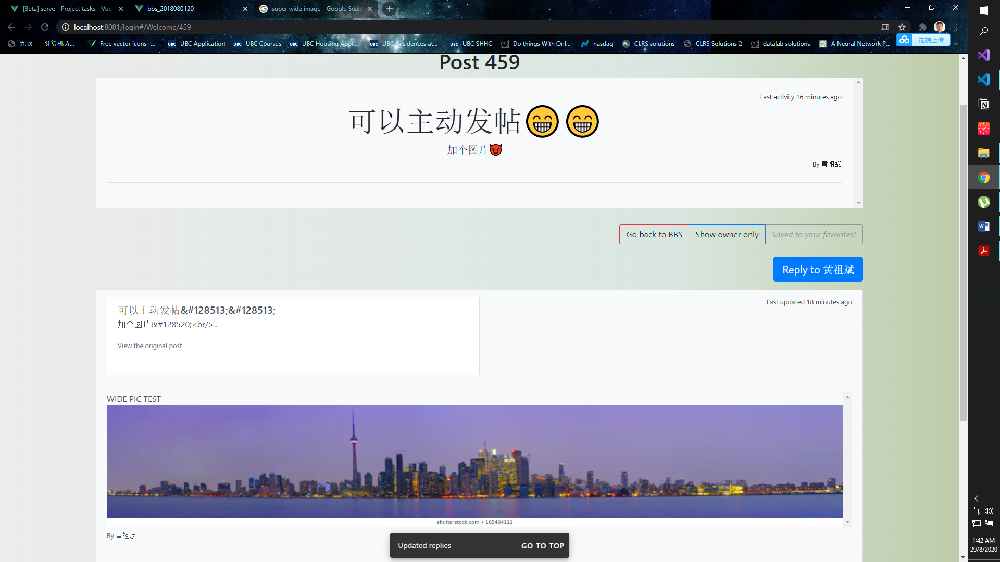 [Beta] serve - Project tasks - Vue
bbs_2018080120
super wide image - Google Sear
localhost:8081/login#/Welcome/459
九歌——计算机诗...
Free vector icons -...
UBC UBC Application
UBC UBC Courses
UBC UBC Housing Appli...
UBC UBC Residences at...
UBC UBC SHHC
Do things With Onl...
nasdaq
W. CLRS solutions
CLRS Solutions 2
datalab solutions
A Neural Network P...
拖拽上传
»
Post 459
Last activity 16 minutes ago
可以主动发帖😁😁
加个图片😈
By 黄祖斌
Go back to BBS
Show owner only
Saved to your favorites!
Reply to 黄祖斌
Last updated 18 minutes ago
可以主动发帖&#128513;&#128513;
加个图片&#128520;<br/>..
View the original post
WIDE PIC TEST
shutterstock.com • 165404111
By 黄祖斌
Updated replies
GO TO TOP
1:42 AM
29/8/2020